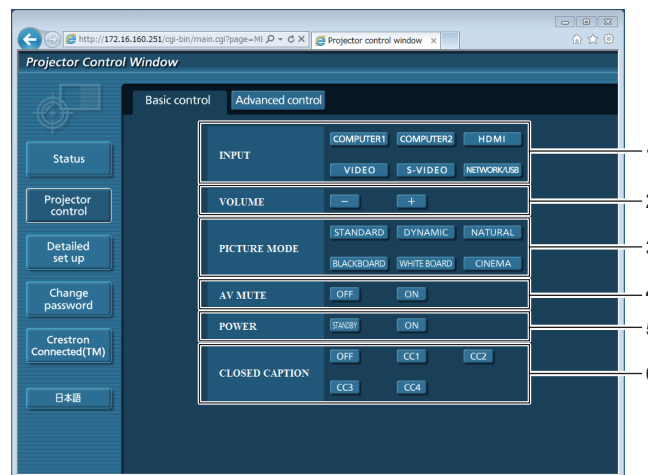 http://172.16.160.251/cgi-bin/main.cgi?page=M
Projector control window
Projector Control Window
Basic control
Advanced control
Status
Projector
control
Detailed
set up
Change
password
Crestron
Connected(TM)
日本語
INPUT
COMPUTER1 COMPUTER2 HDMI
VIDEO S-VIDEO NETWORK/USB
VOLUME
− +
PICTURE MODE
STANDARD DYNAMIC NATURAL
BLACKBOARD WHITE BOARD CINEMA
AV MUTE
OFF ON
POWER
STANDBY ON
CLOSED CAPTION
OFF CC1 CC2
CC3 CC4